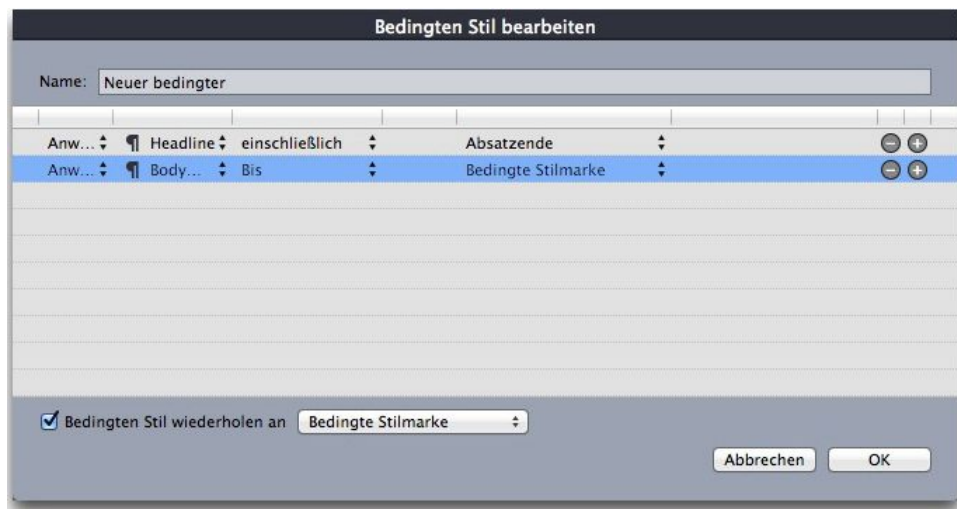 Bedingten Stil bearbeiten
Name: Neuer bedingter
Anw... ¶ Headline einschließlich Absatzende
Anw... ¶ Body... Bis Bedingte Stilmarke
Bedingten Stil wiederholen an Bedingte Stilmarke
Abbrechen OK